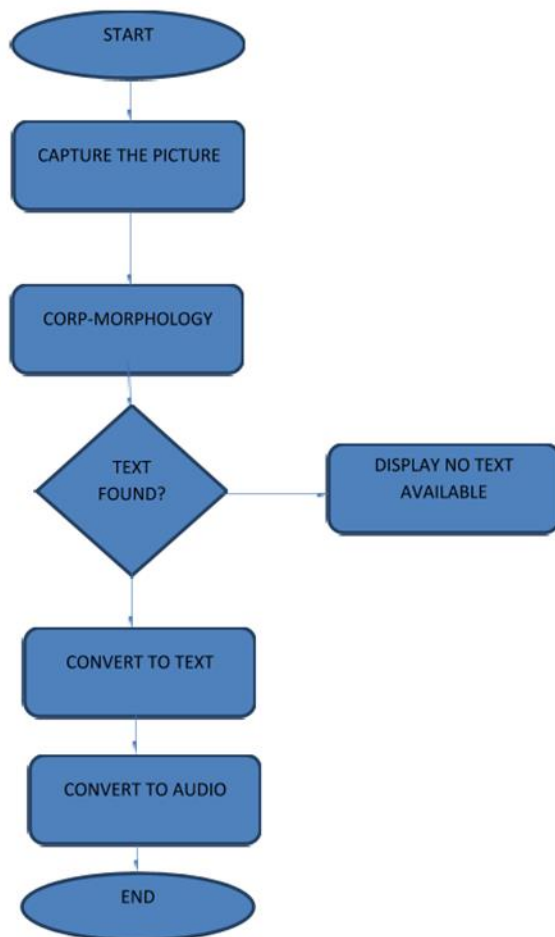 START
CAPTURE THE PICTURE
CORP-MORPHOLOGY
TEXT
FOUND?
DISPLAY NO TEXT
AVAILABLE
CONVERT TO TEXT
CONVERT TO AUDIO
END